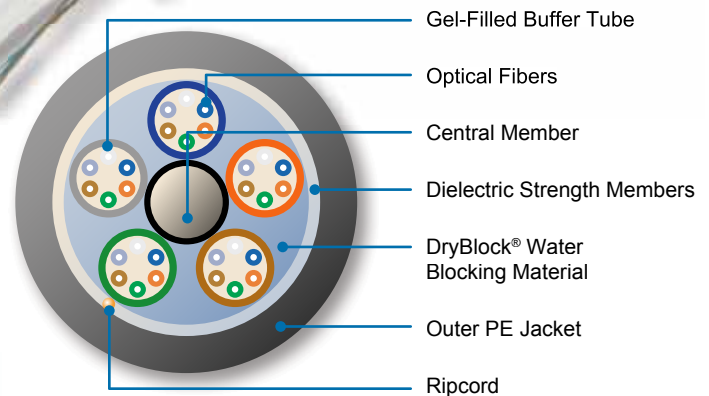 Gel-Filled Buffer Tube
Optical Fibers
Central Member
Dielectric Strength Members
DryBlock® Water
Blocking Material
Outer PE Jacket
Ripcord